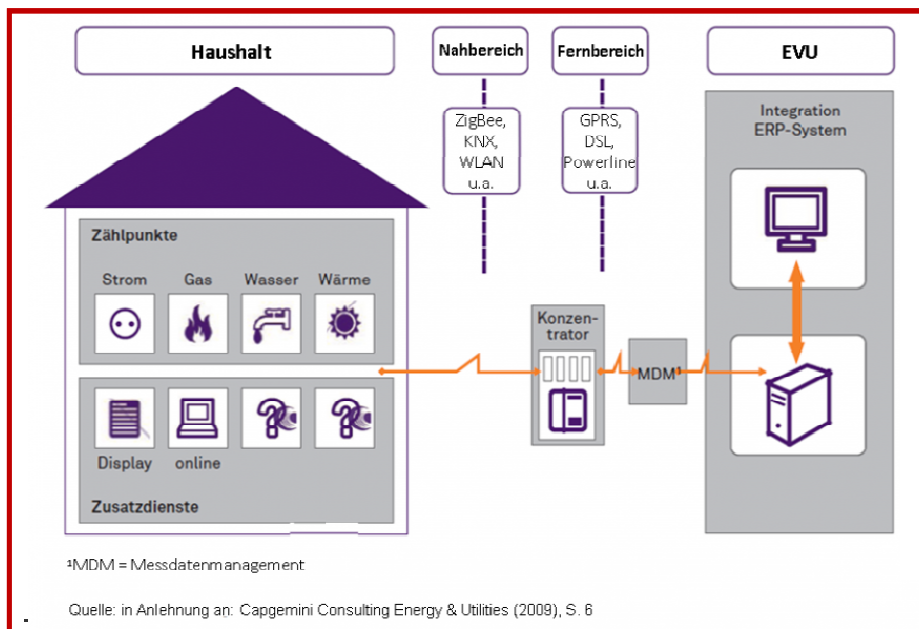 Haushalt
Nahbereich
Fernbereich
EVU
ZigBee,
KNX,
WLAN
u.a.
GPRS,
DSL,
Powerline
u.a.
Integration
ERP-System
Zählpunkte
Strom Gas Wasser Wärme
Konzen-
trator
MDM¹
Display online
Zusatzdienste
¹MDM = Messdatenmanagement
Quelle: in Anlehnung an: Capgemini Consulting Energy & Utilities (2009), S. 6